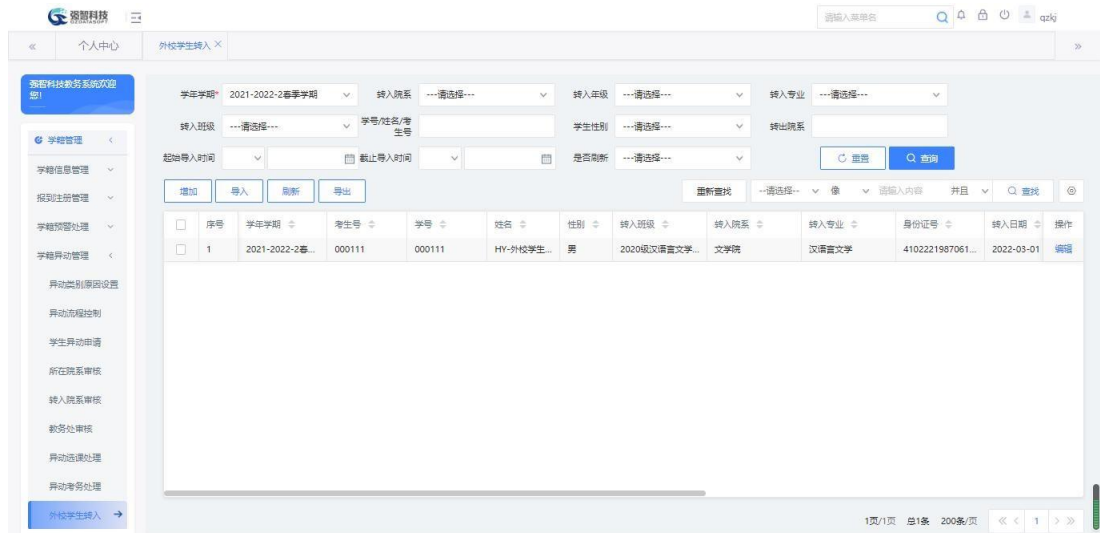 强智科技
QZDATASOFT
请输入菜单名
qzkj
个人中心
外校学生转入
强智科技教务系统欢迎您!
学籍管理
学籍信息管理
报到注册管理
学籍预警处理
学籍异动管理
异动类别原因设置
异动流程控制
学生异动申请
所在院系审核
转入院系审核
教务处审核
异动选课处理
异动考务处理
外校学生转入
学年学期* 2021-2022-2春季学期 转入院系 ---请选择--- 转入年级 ---请选择--- 转入专业 ---请选择---
转入班级 ---请选择--- 学号/姓名/考生号 学生性别 ---请选择--- 转出院系
起始导入时间 截止导入时间 是否刷新 ---请选择--- 重置 查询
增加 导入 刷新 导出 重新查找 --请选择-- 像 请输入内容 并且 查找
序号 学年学期 考生号 学号 姓名 性别 转入班级 转入院系 转入专业 身份证号 转入日期 操作
1 2021-2022-2春... 000111 000111 HY-外校学生... 男 2020级汉语言文学... 文学院 汉语言文学 4102221987061... 2022-03-01 编辑
1页/1页 总1条 200条/页 1